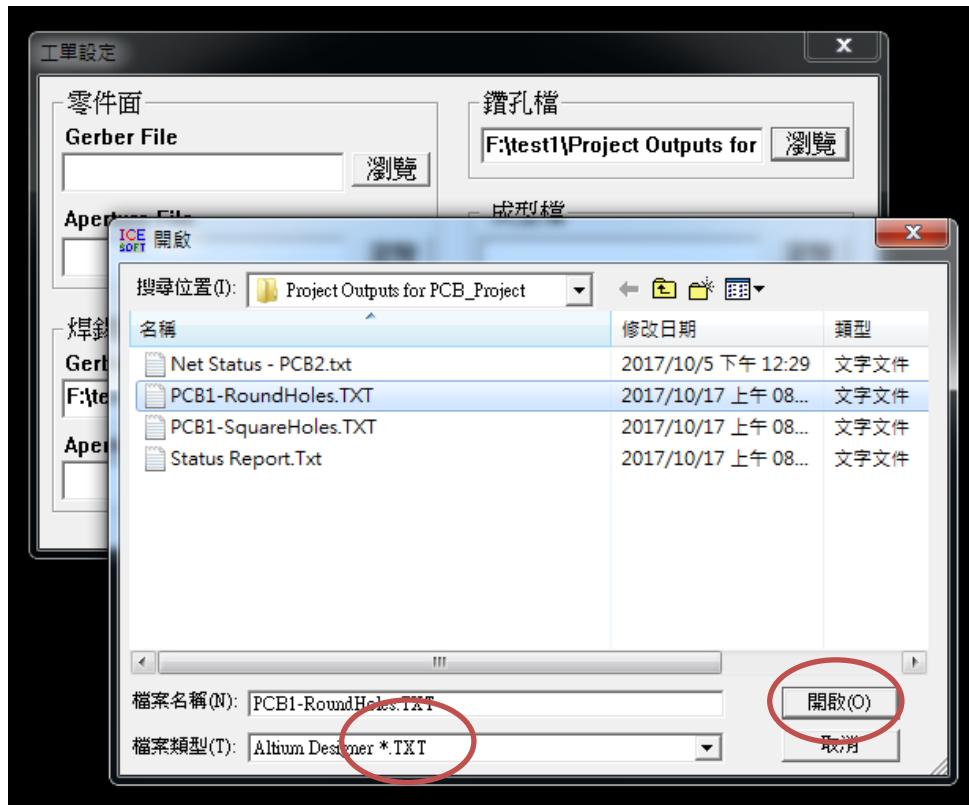 工單設定
零件面
Gerber File
瀏覽
鑽孔檔
F:\test1\Project Outputs for
瀏覽
成型檔
ICE SOFT 開啟
搜尋位置(I): Project Outputs for PCB_Project
名稱 修改日期 類型
Net Status - PCB2.txt 2017/10/5 下午 12:29 文字文件
PCB1-RoundHoles.TXT 2017/10/17 上午 08... 文字文件
PCB1-SquareHoles.TXT 2017/10/17 上午 08... 文字文件
Status Report.Txt 2017/10/17 上午 08... 文字文件
檔案名稱(N): PCB1-RoundHoles.TXT
開啟(O)
檔案類型(T): Altium Designer *.TXT
取消